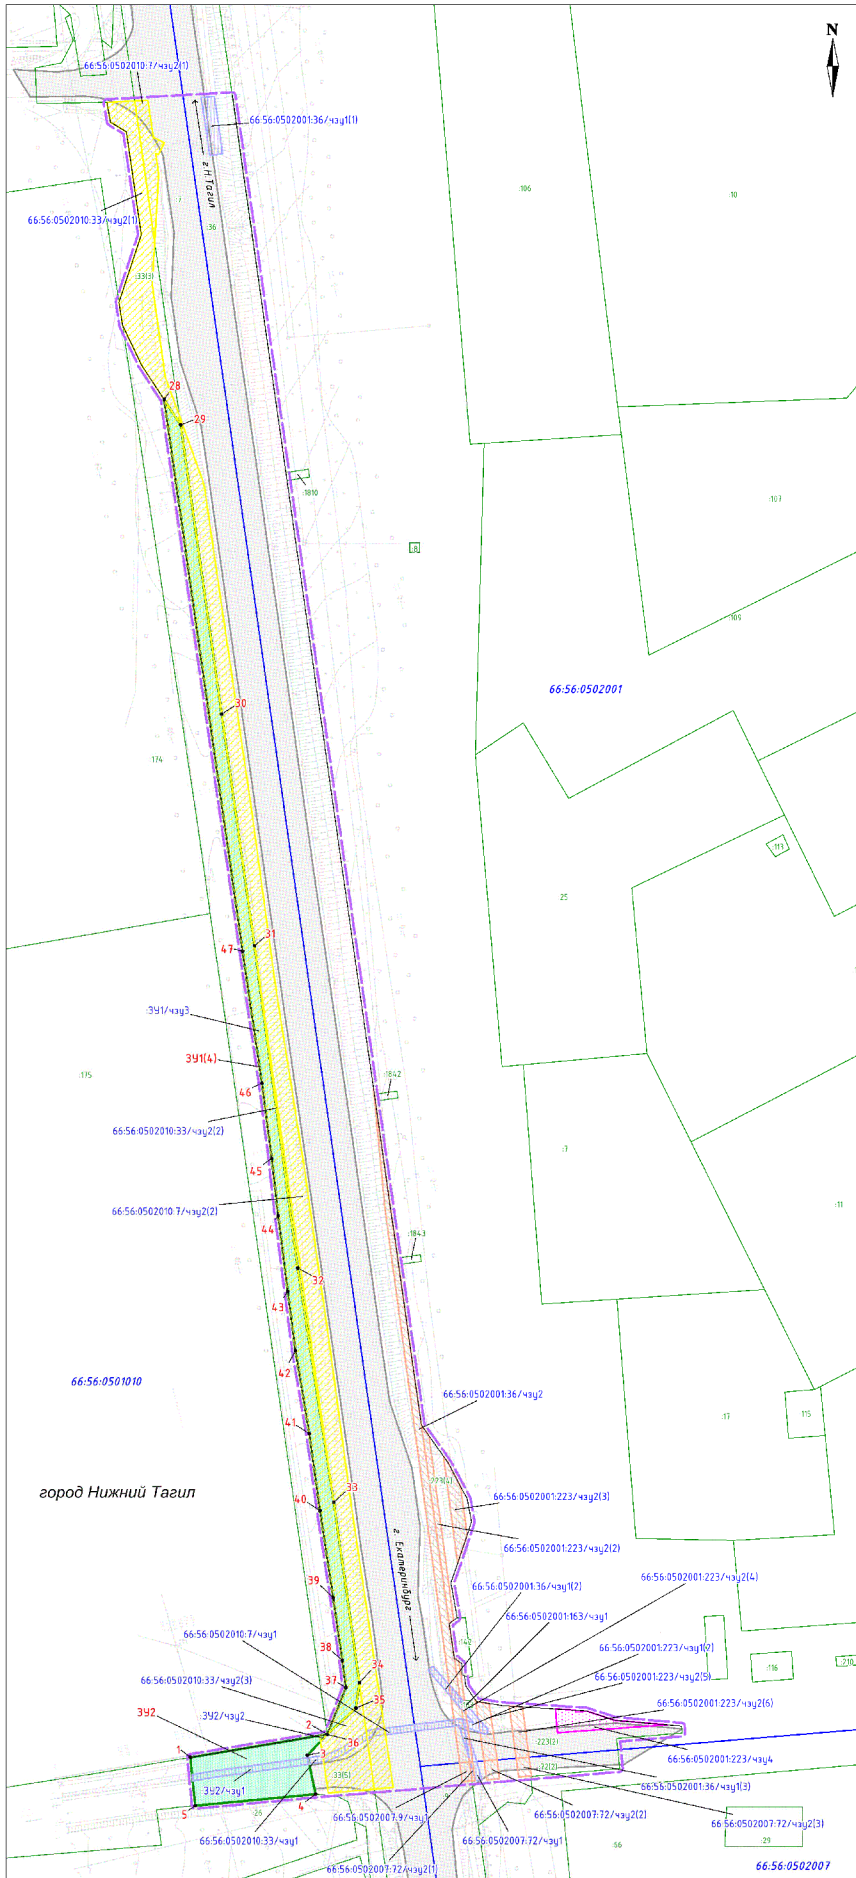 N
66:56:0502010:7/чзу2(1)
66:56:0502001:36/чзу1(1)
г.Н.Тагил
:106
:10
:7
:36
66:56:0502010:33/чзу2(1)
:33(3)
28
29
:1810
:107
:8
:109
66:56:0502001
30
:174
:113
25
31
47
:ЗУ1/чзу3
ЗУ1(4)
:175
46
:1842
66:56:0502010:33/чзу2(2)
:7
45
:11
66:56:0502010:7/чзу2(2)
44
:1843
32
43
42
66:56:0501010
66:56:0502001:36/чзу2
115
:17
41
:223(4)
город Нижний Тагил
66:56:0502001:223/чзу2(3)
40
33
г. Екатеринбург
66:56:0502001:223/чзу2(2)
66:56:0502001:223/чзу2(4)
66:56:0502001:36/чзу1(2)
39
66:56:0502001:163/чзу1
66:56:0502010:7/чзу1
:142
66:56:0502001:223/чзу1(2)
38
:116
:210
66:56:0502001:223/чзу2(5)
34
66:56:0502010:33/чзу2(3)
37
66:56:0502001:223/чзу2(6)
35
ЗУ2
:ЗУ2/чзу2
2
36
:223(2)
1
3
66:56:0502001:223/чзу4
:72(2)
:33(5)
66:56:0502001:36/чзу1(3)
:ЗУ2/чзу1
4
5
:26
66:56:0502007:9/чзу1
66:56:0502007:72/чзу2(2)
66:56:0502007:72/чзу2(3)
66:56:0502010:33/чзу1
66:56:0502007:72/чзу1
:56
:29
66:56:0502007:72/чзу2(1)
66:56:0502007